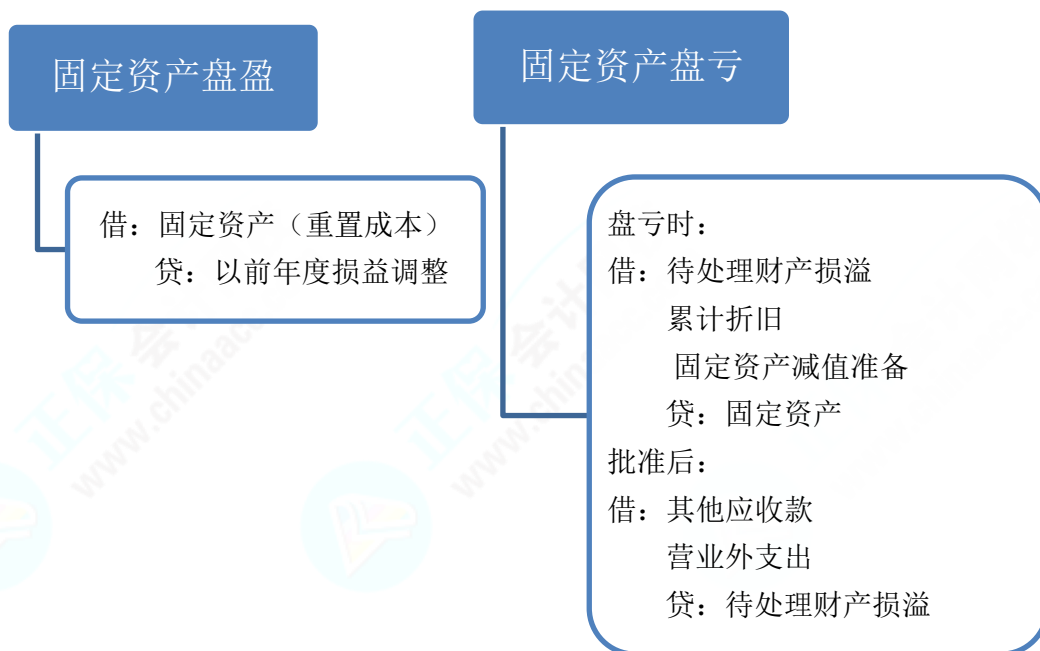 固定资产盘盈
借：固定资产（重置成本）
贷：以前年度损益调整
固定资产盘亏
盘亏时：
借：待处理财产损溢
累计折旧
固定资产减值准备
贷：固定资产
批准后：
借：其他应收款
营业外支出
贷：待处理财产损溢